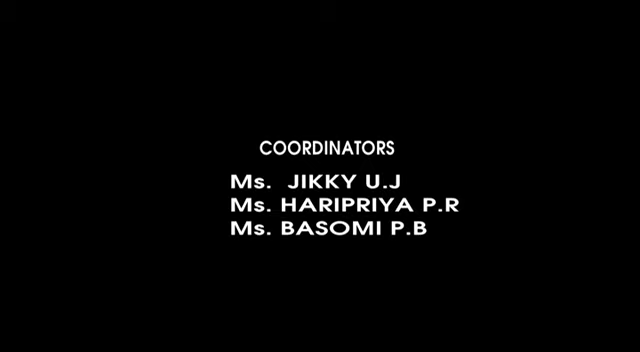 COORDINATORS
Ms. JIKKY U.J
Ms. HARIPRIYA P.R
Ms. BASOMI P.B